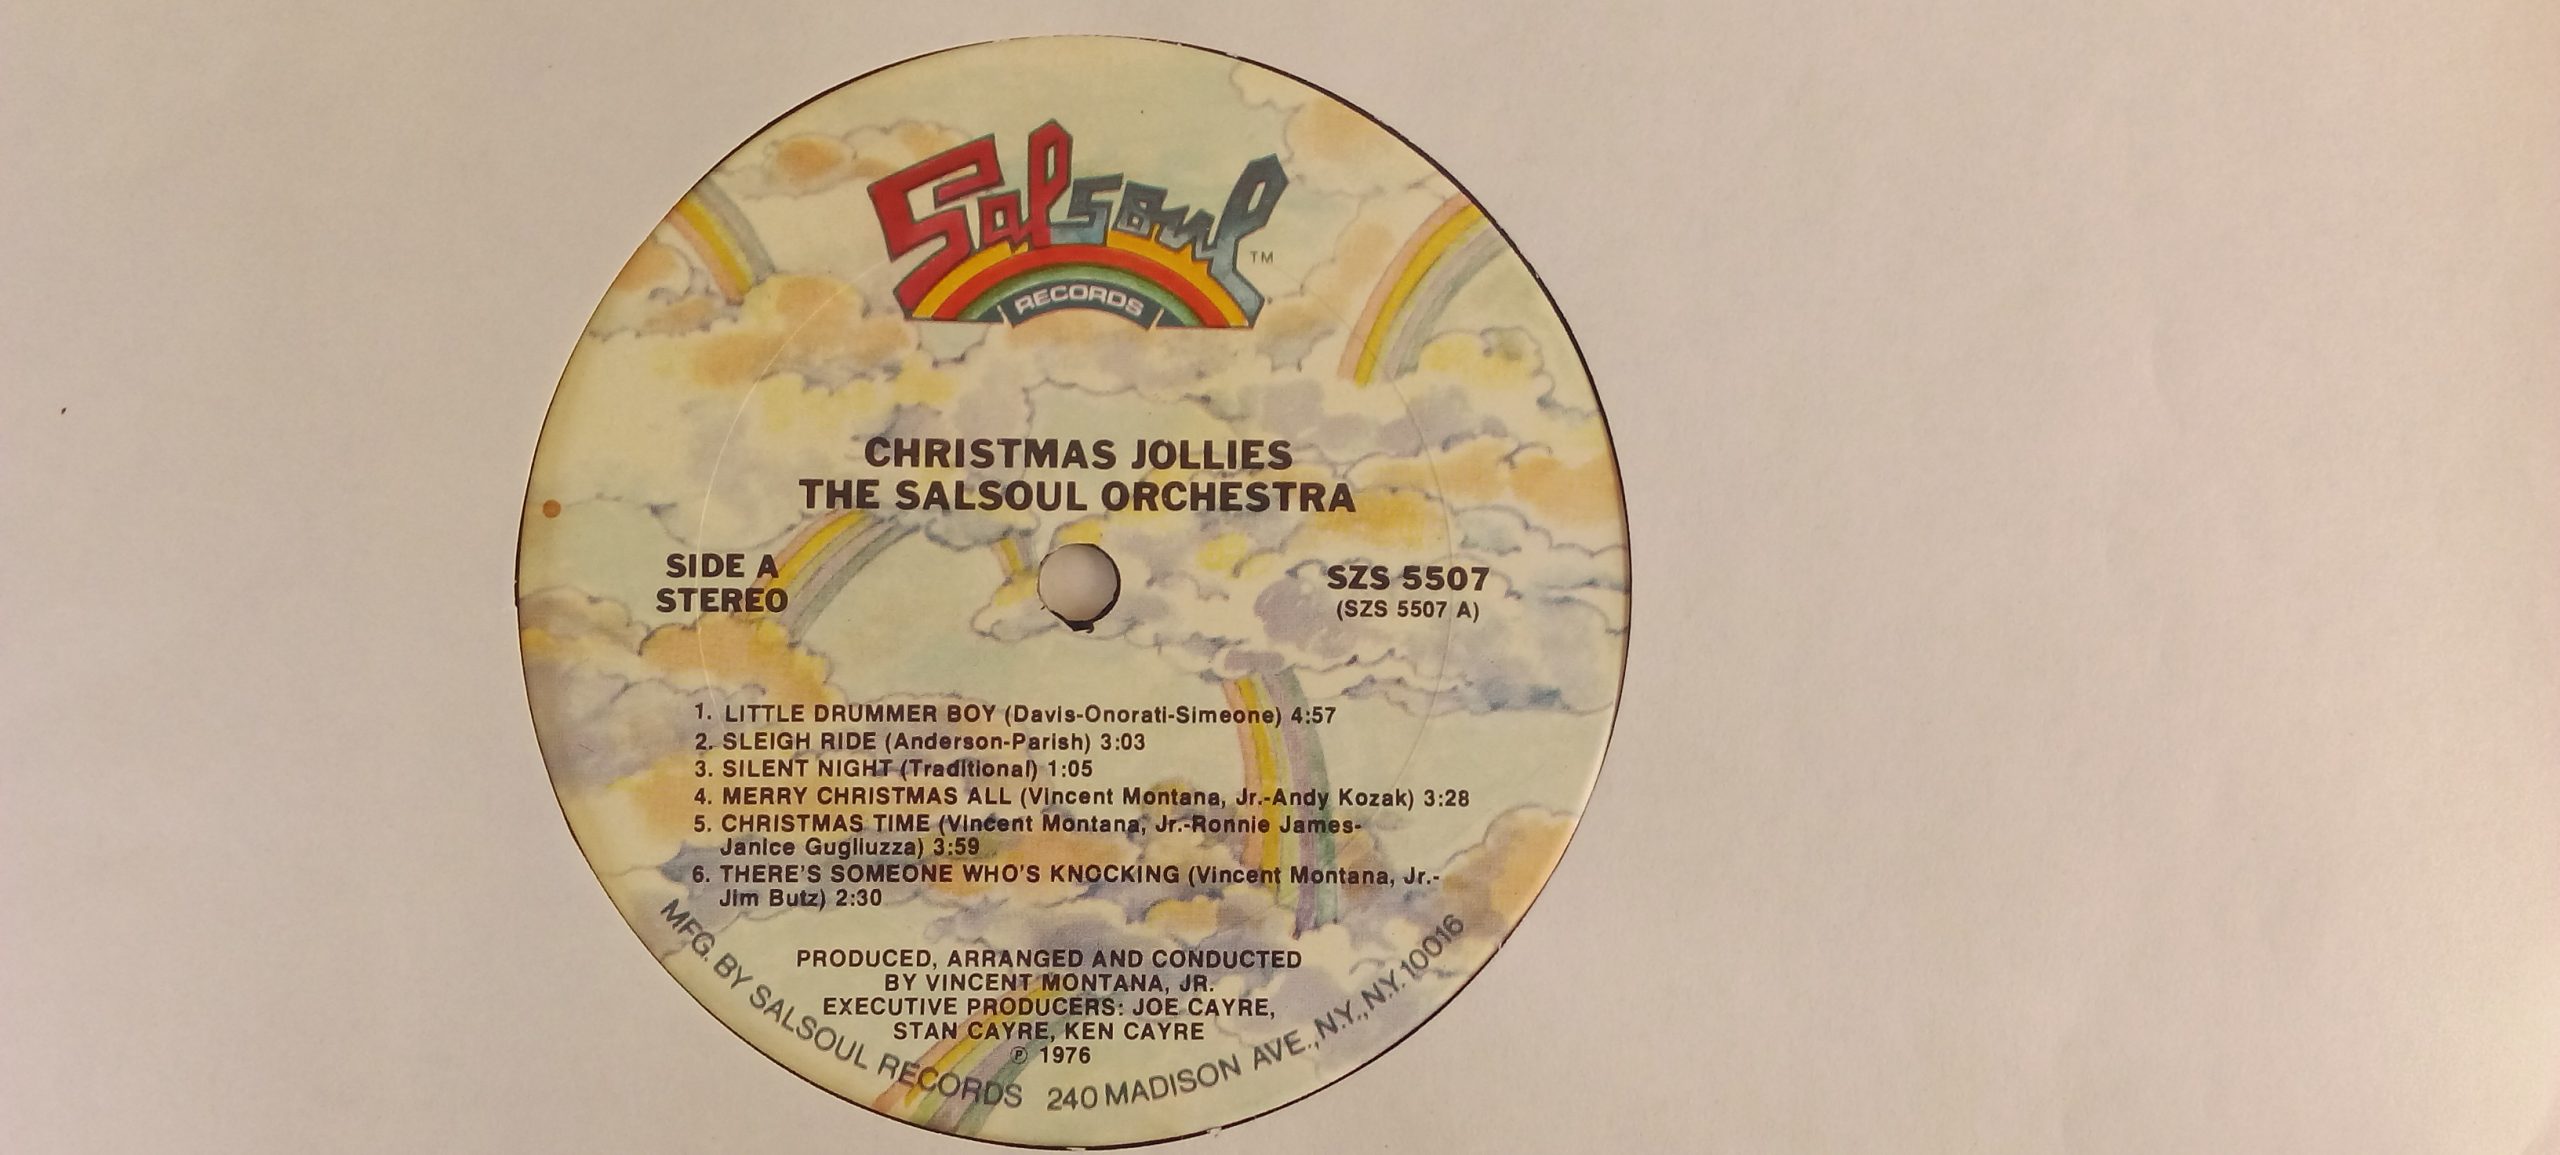 Salsoul
TM
RECORDS
CHRISTMAS JOLLIES
THE SALSOUL ORCHESTRA
SIDE A
STEREO
SZS 5507
(SZS 5507 A)
1. LITTLE DRUMMER BOY (Davis-Onorati-Simeone) 4:57
2. SLEIGH RIDE (Anderson-Parish) 3:03
3. SILENT NIGHT (Traditional) 1:05
4. MERRY CHRISTMAS ALL (Vincent Montana, Jr.-Andy Kozak) 3:28
5. CHRISTMAS TIME (Vincent Montana, Jr.-Ronnie James-
Janice Gugliuzza) 3:59
6. THERE'S SOMEONE WHO'S KNOCKING (Vincent Montana, Jr.-
Jim Butz) 2:30
PRODUCED, ARRANGED AND CONDUCTED
BY VINCENT MONTANA, JR.
EXECUTIVE PRODUCERS: JOE CAYRE,
STAN CAYRE, KEN CAYRE
℗ 1976
MFG. BY SALSOUL RECORDS 240 MADISON AVE., N.Y., N.Y. 10016